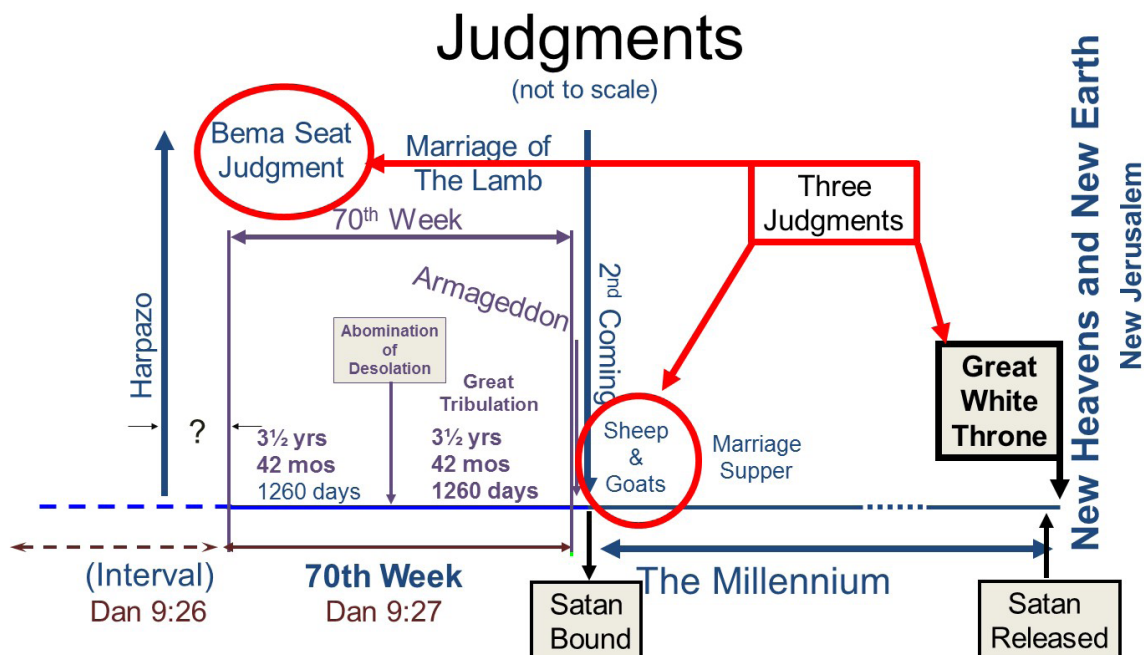 Judgments
(not to scale)
Bema Seat
Judgment
Marriage of
The Lamb
Three
Judgments
70th Week
Armageddon
2nd Coming
Harpazo
?
Abomination
of
Desolation
Great
Tribulation
3½ yrs
42 mos
1260 days
3½ yrs
42 mos
1260 days
Sheep
&
Goats
Marriage
Supper
Great
White
Throne
New Heavens and New Earth
New Jerusalem
(Interval)
Dan 9:26
70th Week
Dan 9:27
The Millennium
Satan
Bound
Satan
Released